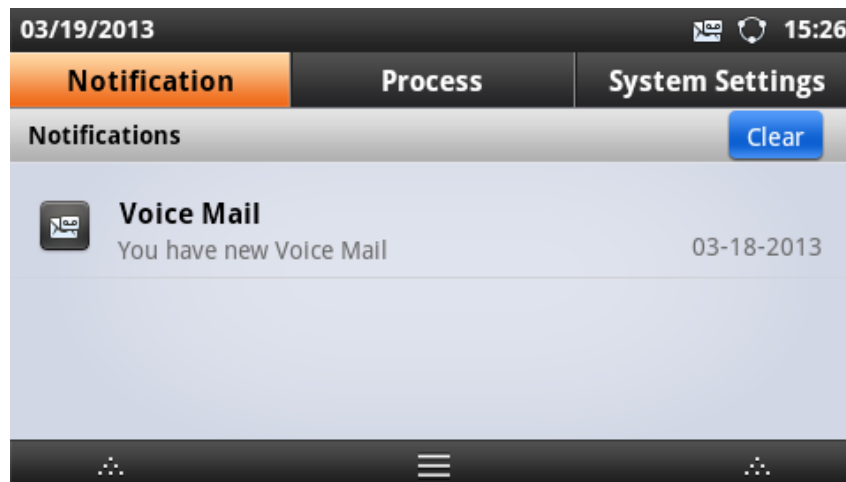 03/19/2013 15:26
Notification Process System Settings
Notifications Clear
Voice Mail
You have new Voice Mail 03-18-2013